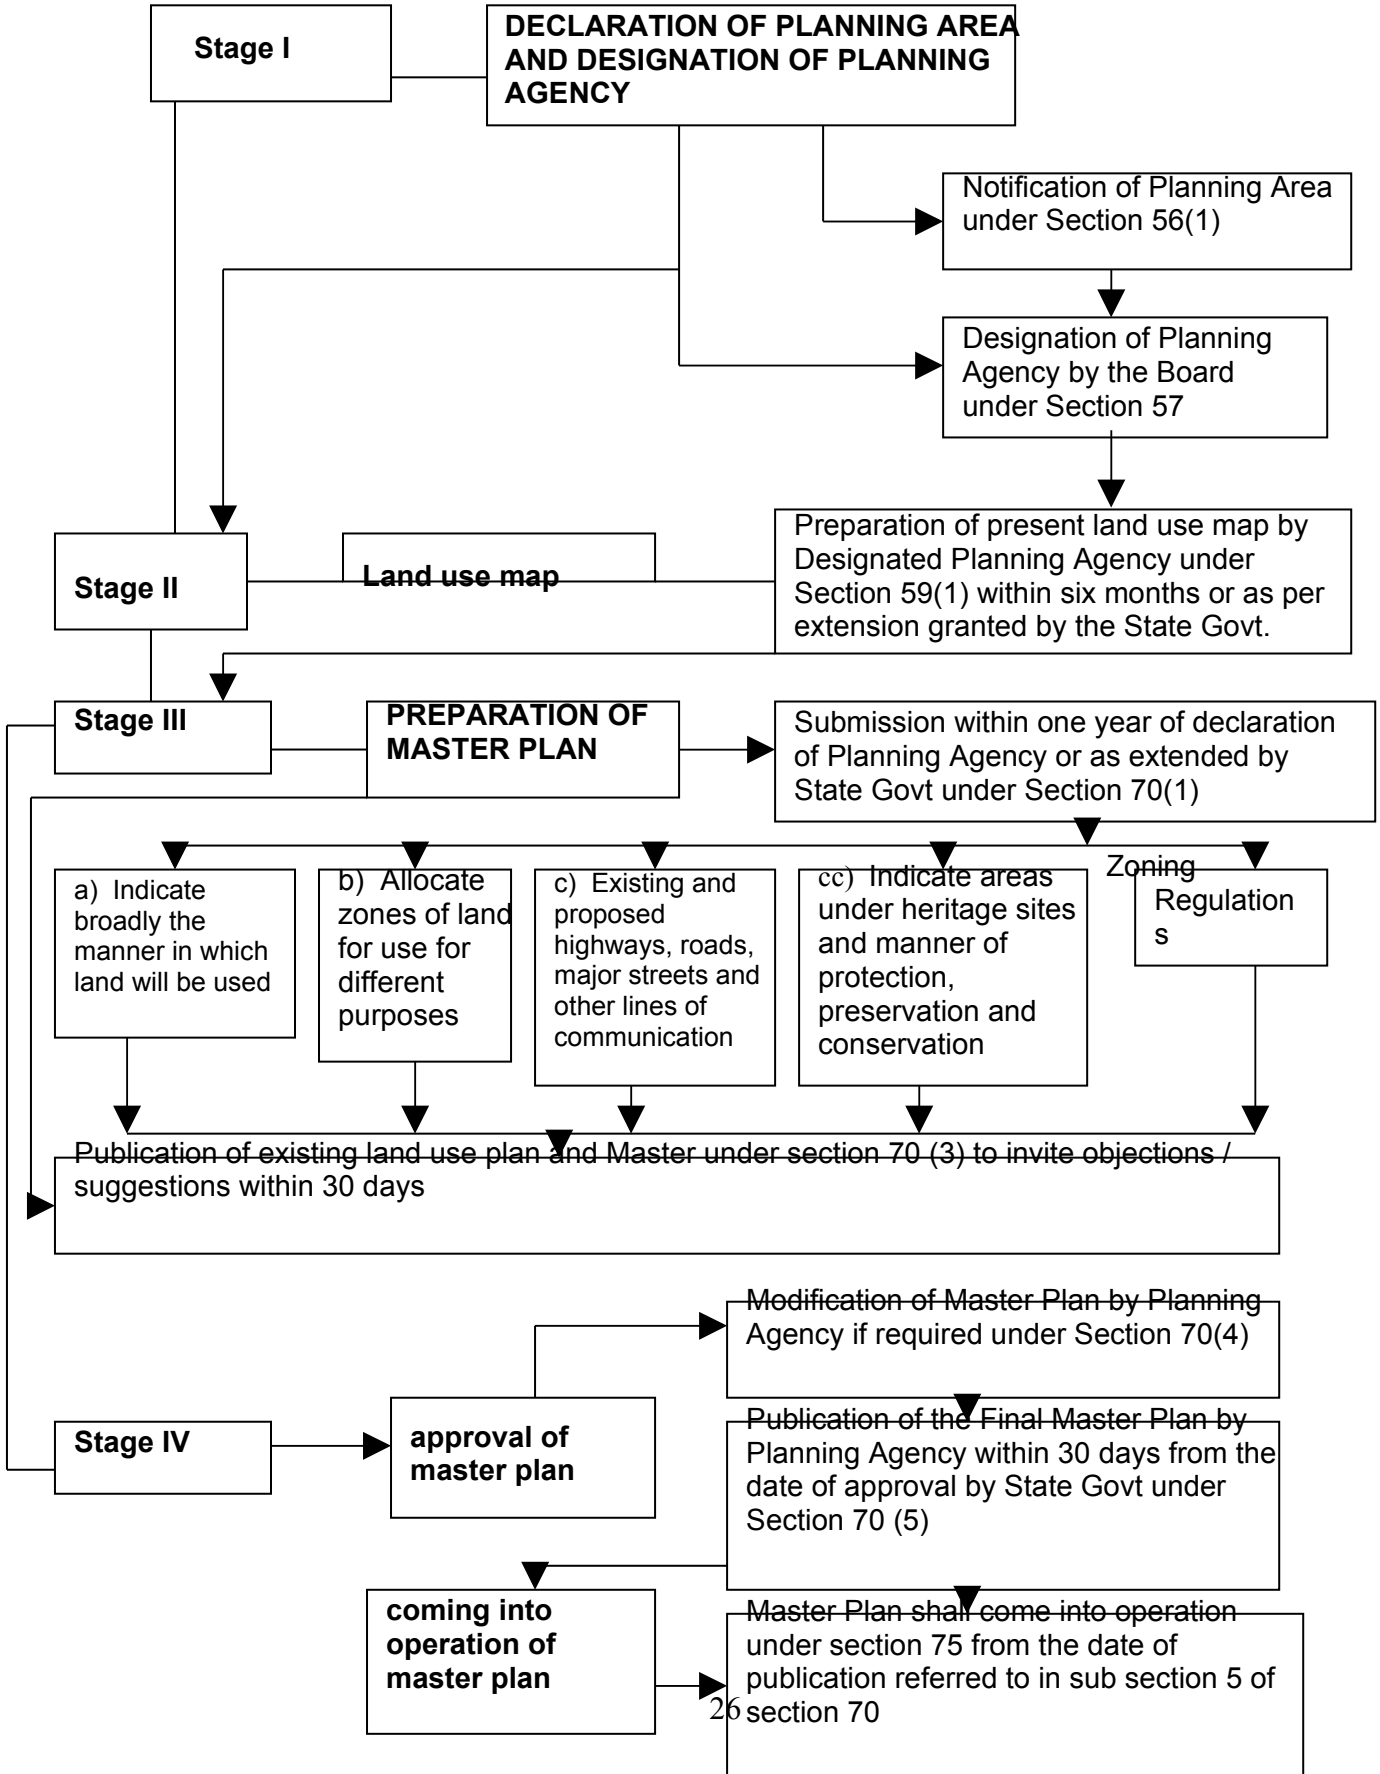 Stage I
DECLARATION OF PLANNING AREA
AND DESIGNATION OF PLANNING
AGENCY
Notification of Planning Area
under Section 56(1)
Designation of Planning
Agency by the Board
under Section 57
Stage II
Land use map
Preparation of present land use map by
Designated Planning Agency under
Section 59(1) within six months or as per
extension granted by the State Govt.
Stage III
PREPARATION OF
MASTER PLAN
Submission within one year of declaration
of Planning Agency or as extended by
State Govt under Section 70(1)
a) Indicate
broadly the
manner in which
land will be used
b) Allocate
zones of land
for use for
different
purposes
c) Existing and
proposed
highways, roads,
major streets and
other lines of
communication
cc) Indicate areas
under heritage sites
and manner of
protection,
preservation and
conservation
Zoning
Regulation
s
Publication of existing land use plan and Master under section 70 (3) to invite objections /
suggestions within 30 days
Modification of Master Plan by Planning
Agency if required under Section 70(4)
Stage IV
approval of
master plan
Publication of the Final Master Plan by
Planning Agency within 30 days from the
date of approval by State Govt under
Section 70 (5)
coming into
operation of
master plan
Master Plan shall come into operation
under section 75 from the date of
publication referred to in sub section 5 of
section 70
26